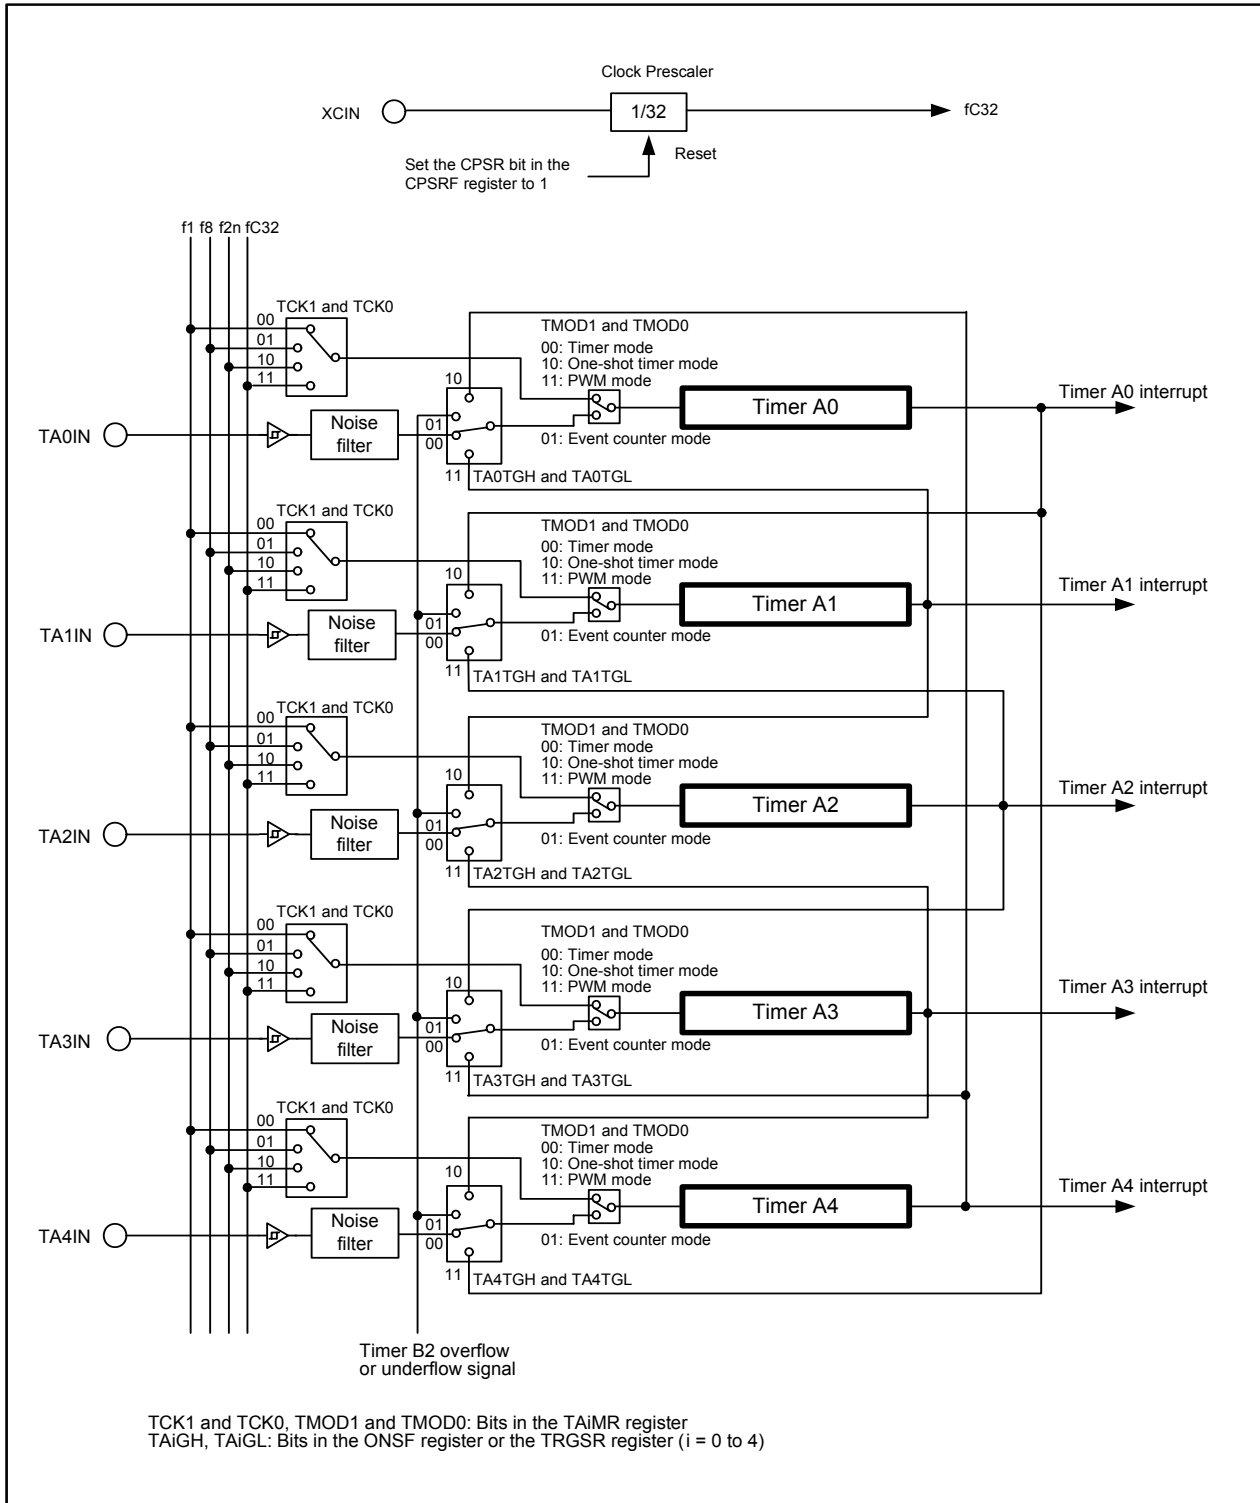 Clock Prescaler
XCIN
1/32
fC32
Reset
Set the CPSR bit in the
CPSRF register to 1
f1 f8 f2n fC32
TCK1 and TCK0
00
01
10
11
TMOD1 and TMOD0
00: Timer mode
10: One-shot timer mode
11: PWM mode
10
Timer A0
Timer A0 interrupt
TA0IN
Noise
filter
01
00
01: Event counter mode
11
TA0TGH and TA0TGL
TCK1 and TCK0
00
01
10
11
TMOD1 and TMOD0
00: Timer mode
10: One-shot timer mode
11: PWM mode
10
Timer A1
Timer A1 interrupt
TA1IN
Noise
filter
01
00
01: Event counter mode
11
TA1TGH and TA1TGL
TCK1 and TCK0
00
01
10
11
TMOD1 and TMOD0
00: Timer mode
10: One-shot timer mode
11: PWM mode
10
Timer A2
Timer A2 interrupt
TA2IN
Noise
filter
01
00
01: Event counter mode
11
TA2TGH and TA2TGL
TCK1 and TCK0
00
01
10
11
TMOD1 and TMOD0
00: Timer mode
10: One-shot timer mode
11: PWM mode
10
Timer A3
Timer A3 interrupt
TA3IN
Noise
filter
01
00
01: Event counter mode
11
TA3TGH and TA3TGL
TCK1 and TCK0
00
01
10
11
TMOD1 and TMOD0
00: Timer mode
10: One-shot timer mode
11: PWM mode
10
Timer A4
Timer A4 interrupt
TA4IN
Noise
filter
01
00
01: Event counter mode
11
TA4TGH and TA4TGL
Timer B2 overflow
or underflow signal
TCK1 and TCK0, TMOD1 and TMOD0: Bits in the TAiMR register
TAiGH, TAiGL: Bits in the ONSF register or the TRGSR register (i = 0 to 4)